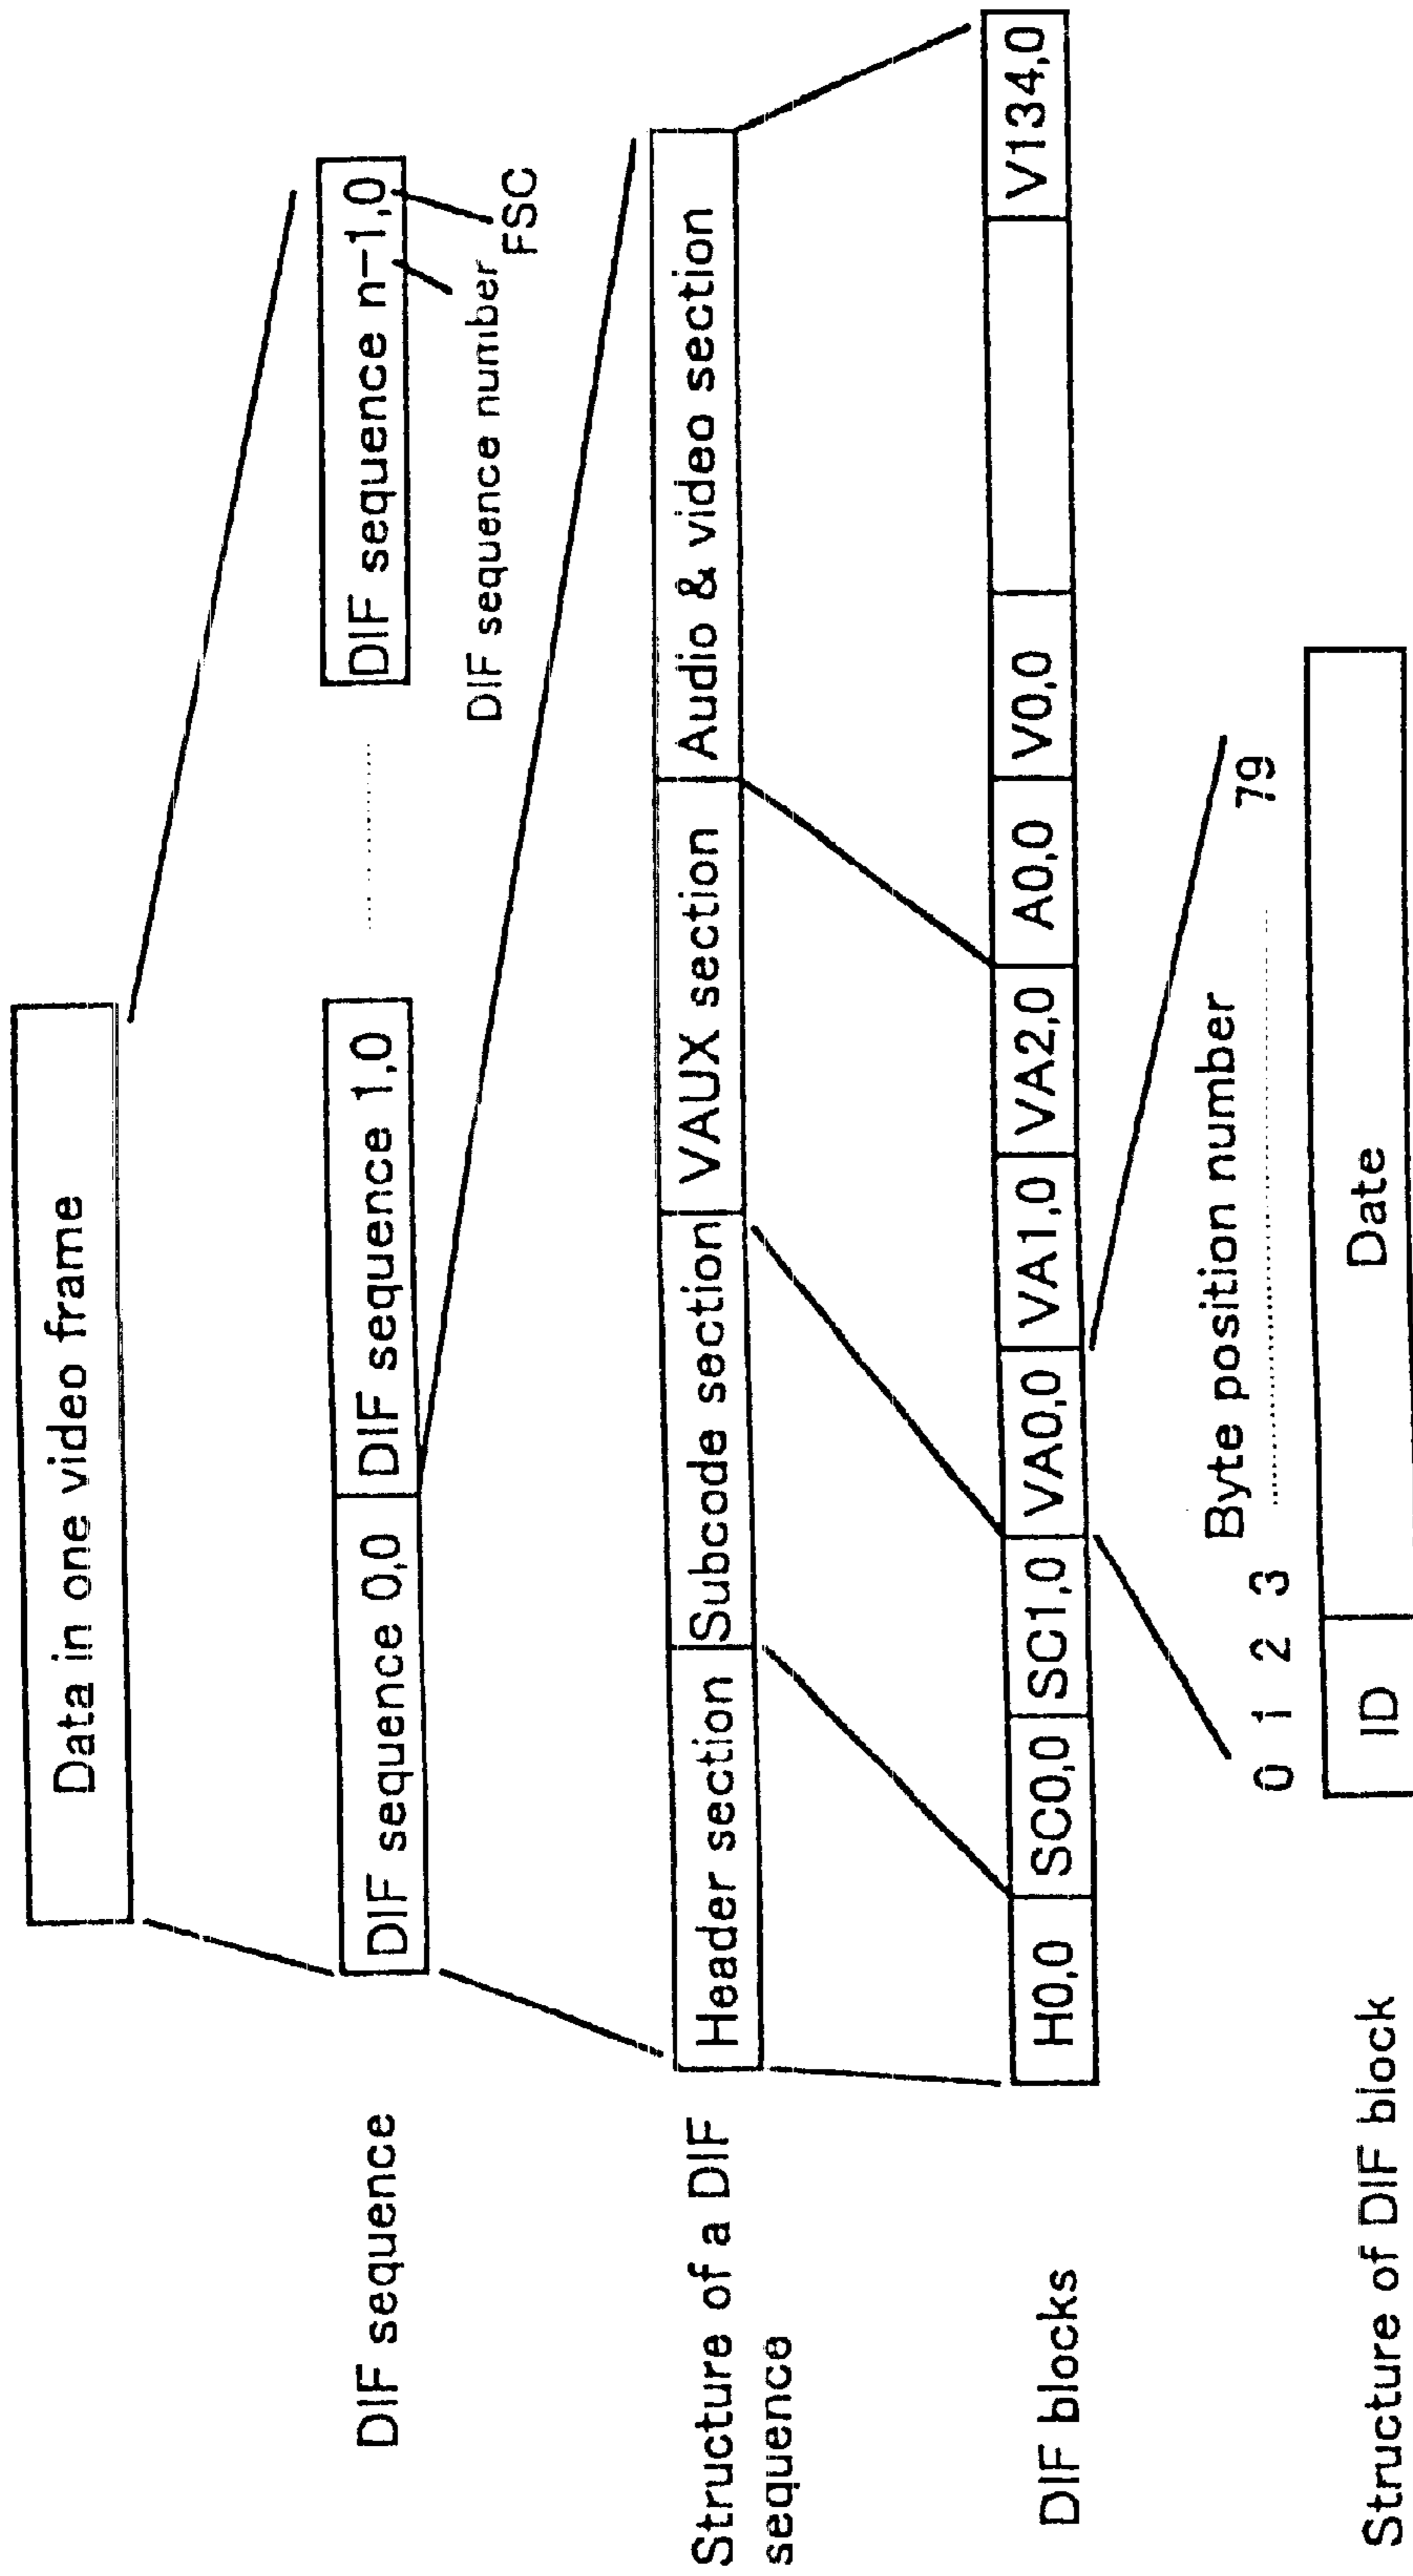 Data in one video frame
DIF sequence
DIF sequence 0,0 DIF sequence 1,0 DIF sequence n-1,0
DIF sequence number FSC
Structure of a DIF
sequence
Header section Subcode section VAUX section Audio & video section
DIF blocks
H0,0 SC0,0 SC1,0 VA0,0 VA1,0 VA2,0 A0,0 V0,0 V134,0
Byte position number
0 1 2 3 79
Structure of DIF block
ID Date